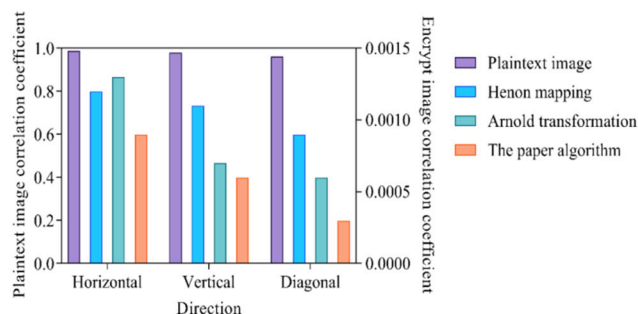 Plaintext image correlation coefficient
1.0
0.8
0.6
0.4
0.2
0.0
Horizontal
Vertical
Diagonal
Direction
0.0015
0.0010
0.0005
0.0000
Encrypt image correlation coefficient
Plaintext image
Henon mapping
Arnold transformation
The paper algorithm